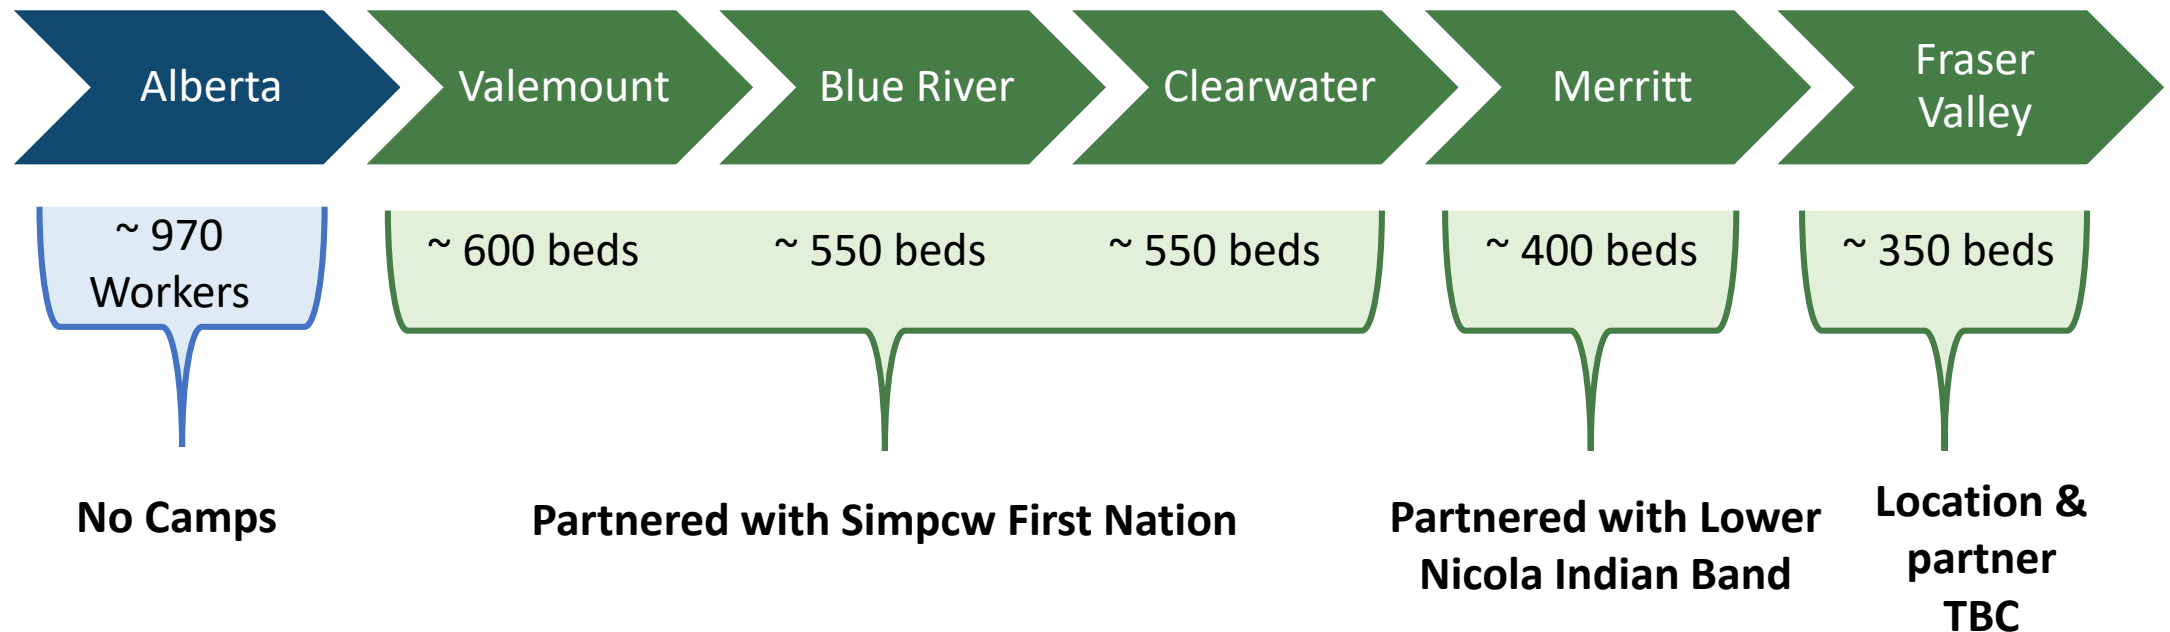 Alberta
Valemount
Blue River
Clearwater
Merritt
Fraser
Valley
~ 970
Workers
~ 600 beds
~ 550 beds
~ 550 beds
~ 400 beds
~ 350 beds
No Camps
Partnered with Simpcw First Nation
Partnered with Lower
Nicola Indian Band
Location &
partner
TBC